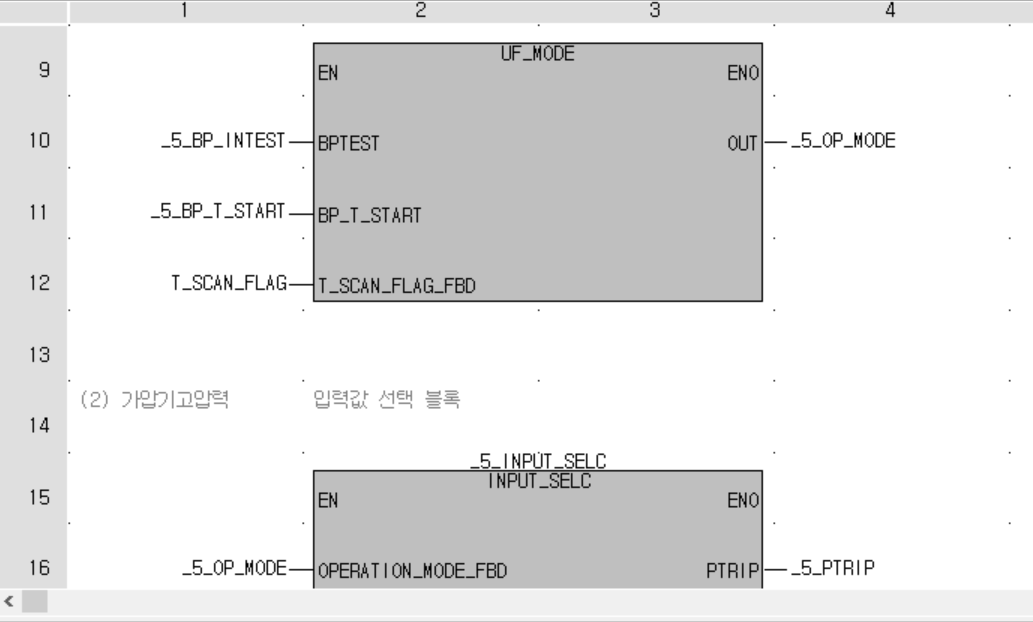 1 2 3 4
UF_MODE
9 EN ENO
10 _5_BP_INTEST BPTEST OUT _5_OP_MODE
11 _5_BP_T_START BP_T_START
12 T_SCAN_FLAG T_SCAN_FLAG_FBD
13
(2) 가압기고압력 입력값 선택 블록
14
_5_INPUT_SELC
INPUT_SELC
15 EN ENO
16 _5_OP_MODE OPERATION_MODE_FBD PTRIP _5_PTRIP